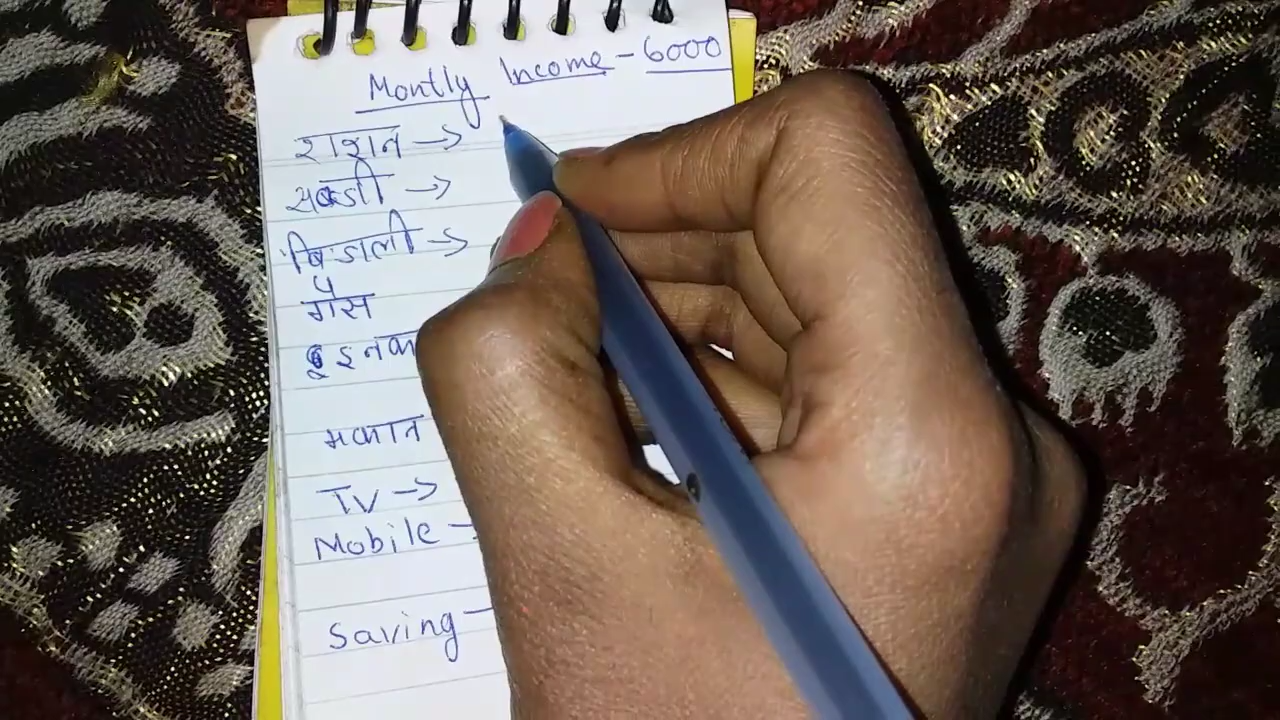 Montly Income - 6000
राशन →
सब्जी →
बिजली →
प
गैस
मकान
TV →
Mobile -
Saving -